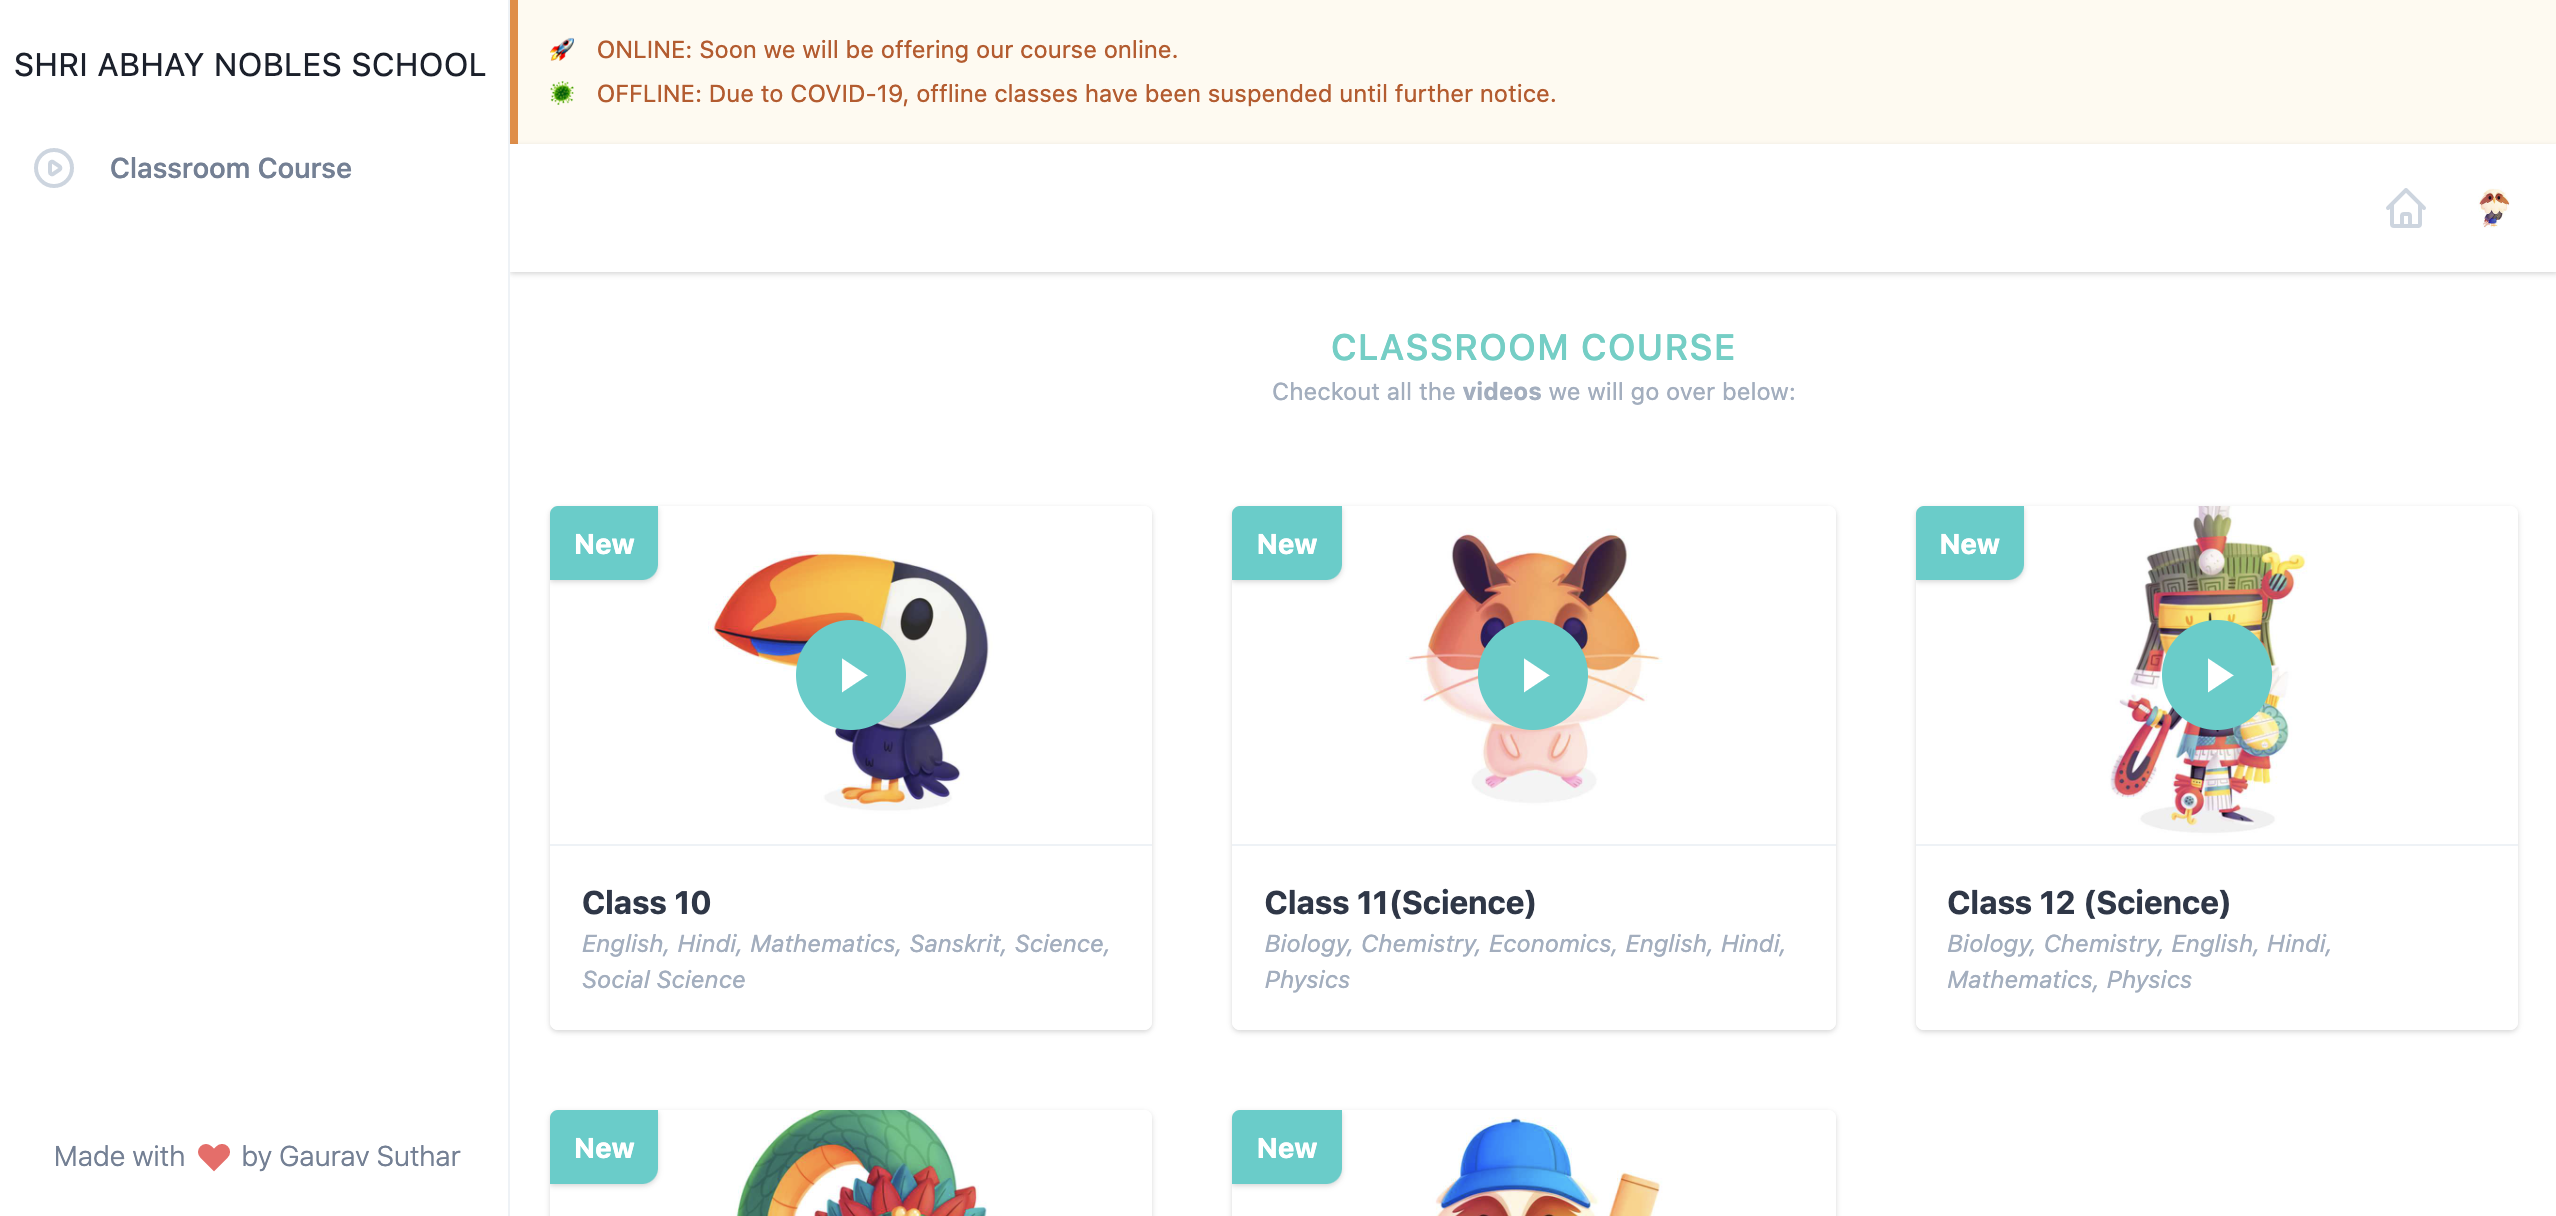 SHRI ABHAY NOBLES SCHOOL
Classroom Course
Made with by Gaurav Suthar
ONLINE: Soon we will be offering our course online.
OFFLINE: Due to COVID-19, offline classes have been suspended until further notice.
CLASSROOM COURSE
Checkout all the videos we will go over below:
New
Class 10
English, Hindi, Mathematics, Sanskrit, Science,
Social Science
New
Class 11(Science)
Biology, Chemistry, Economics, English, Hindi,
Physics
New
Class 12 (Science)
Biology, Chemistry, English, Hindi,
Mathematics, Physics
New
New